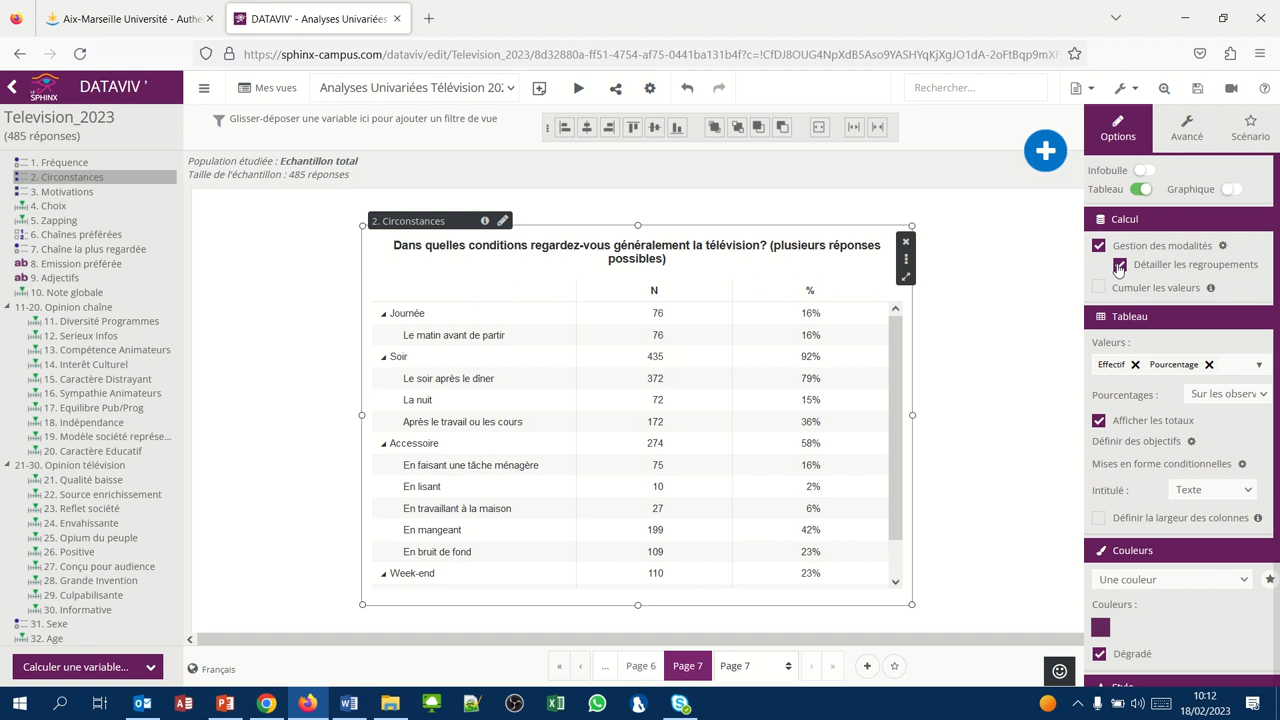 Aix-Marseille Université - Authe
DATAVIV' - Analyses Univariées
https://sphinx-campus.com/dataviv/edit/Television_2023/8d32880a-ff51-4754-af75-0441ba131b4f?c=!CfDJ8OUG4NpXdB5Aso9YASHYqKjXgJO1dA-2oFtBqp9mX
LE SPHINX
DATAVIV '
Mes vues
Analyses Univariées Télévision 202
Rechercher...
Television_2023
(485 réponses)
Glisser-déposer une variable ici pour ajouter un filtre de vue
Options
Avancé
Scénario
1. Fréquence
2. Circonstances
3. Motivations
4. Choix
5. Zapping
6. Chaînes préférées
7. Chaîne la plus regardée
8. Emission préférée
9. Adjectifs
10. Note globale
11-20. Opinion chaîne
11. Diversité Programmes
12. Serieux Infos
13. Compétence Animateurs
14. Interêt Culturel
15. Caractère Distrayant
16. Sympathie Animateurs
17. Equilibre Pub/Prog
18. Indépendance
19. Modèle société représe...
20. Caractère Educatif
21-30. Opinion télévision
21. Qualité baisse
22. Source enrichissement
23. Reflet société
24. Envahissante
25. Opium du peuple
26. Positive
27. Conçu pour audience
28. Grande Invention
29. Culpabilisante
30. Informative
31. Sexe
32. Age
Calculer une variable...
Population étudiée : Echantillon total
Taille de l'échantillon : 485 réponses
2. Circonstances
Dans quelles conditions regardez-vous généralement la télévision? (plusieurs réponses
possibles)
N %
Journée 76 16%
Le matin avant de partir 76 16%
Soir 435 92%
Le soir après le dîner 372 79%
La nuit 72 15%
Après le travail ou les cours 172 36%
Accessoire 274 58%
En faisant une tâche ménagère 75 16%
En lisant 10 2%
En travaillant à la maison 27 6%
En mangeant 199 42%
En bruit de fond 109 23%
Week-end 110 23%
Infobulle
Tableau Graphique
Calcul
Gestion des modalités
Détailler les regroupements
Cumuler les valeurs
Tableau
Valeurs :
Effectif Pourcentage
Pourcentages : Sur les observ
Afficher les totaux
Définir des objectifs
Mises en forme conditionnelles
Intitulé : Texte
Définir la largeur des colonnes
Couleurs
Une couleur
Couleurs :
Dégradé
Français
« ‹ ... Page 6 Page 7 Page 7 › »
10:12
18/02/2023